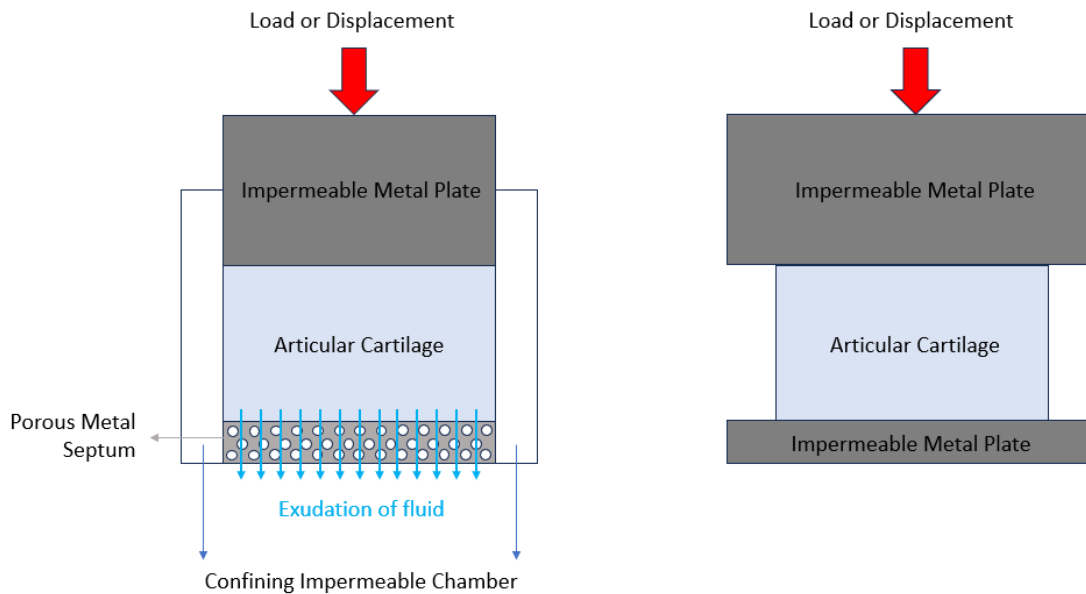 Load or Displacement
Impermeable Metal Plate
Articular Cartilage
Porous Metal
Septum
Exudation of fluid
Confining Impermeable Chamber
Load or Displacement
Impermeable Metal Plate
Articular Cartilage
Impermeable Metal Plate